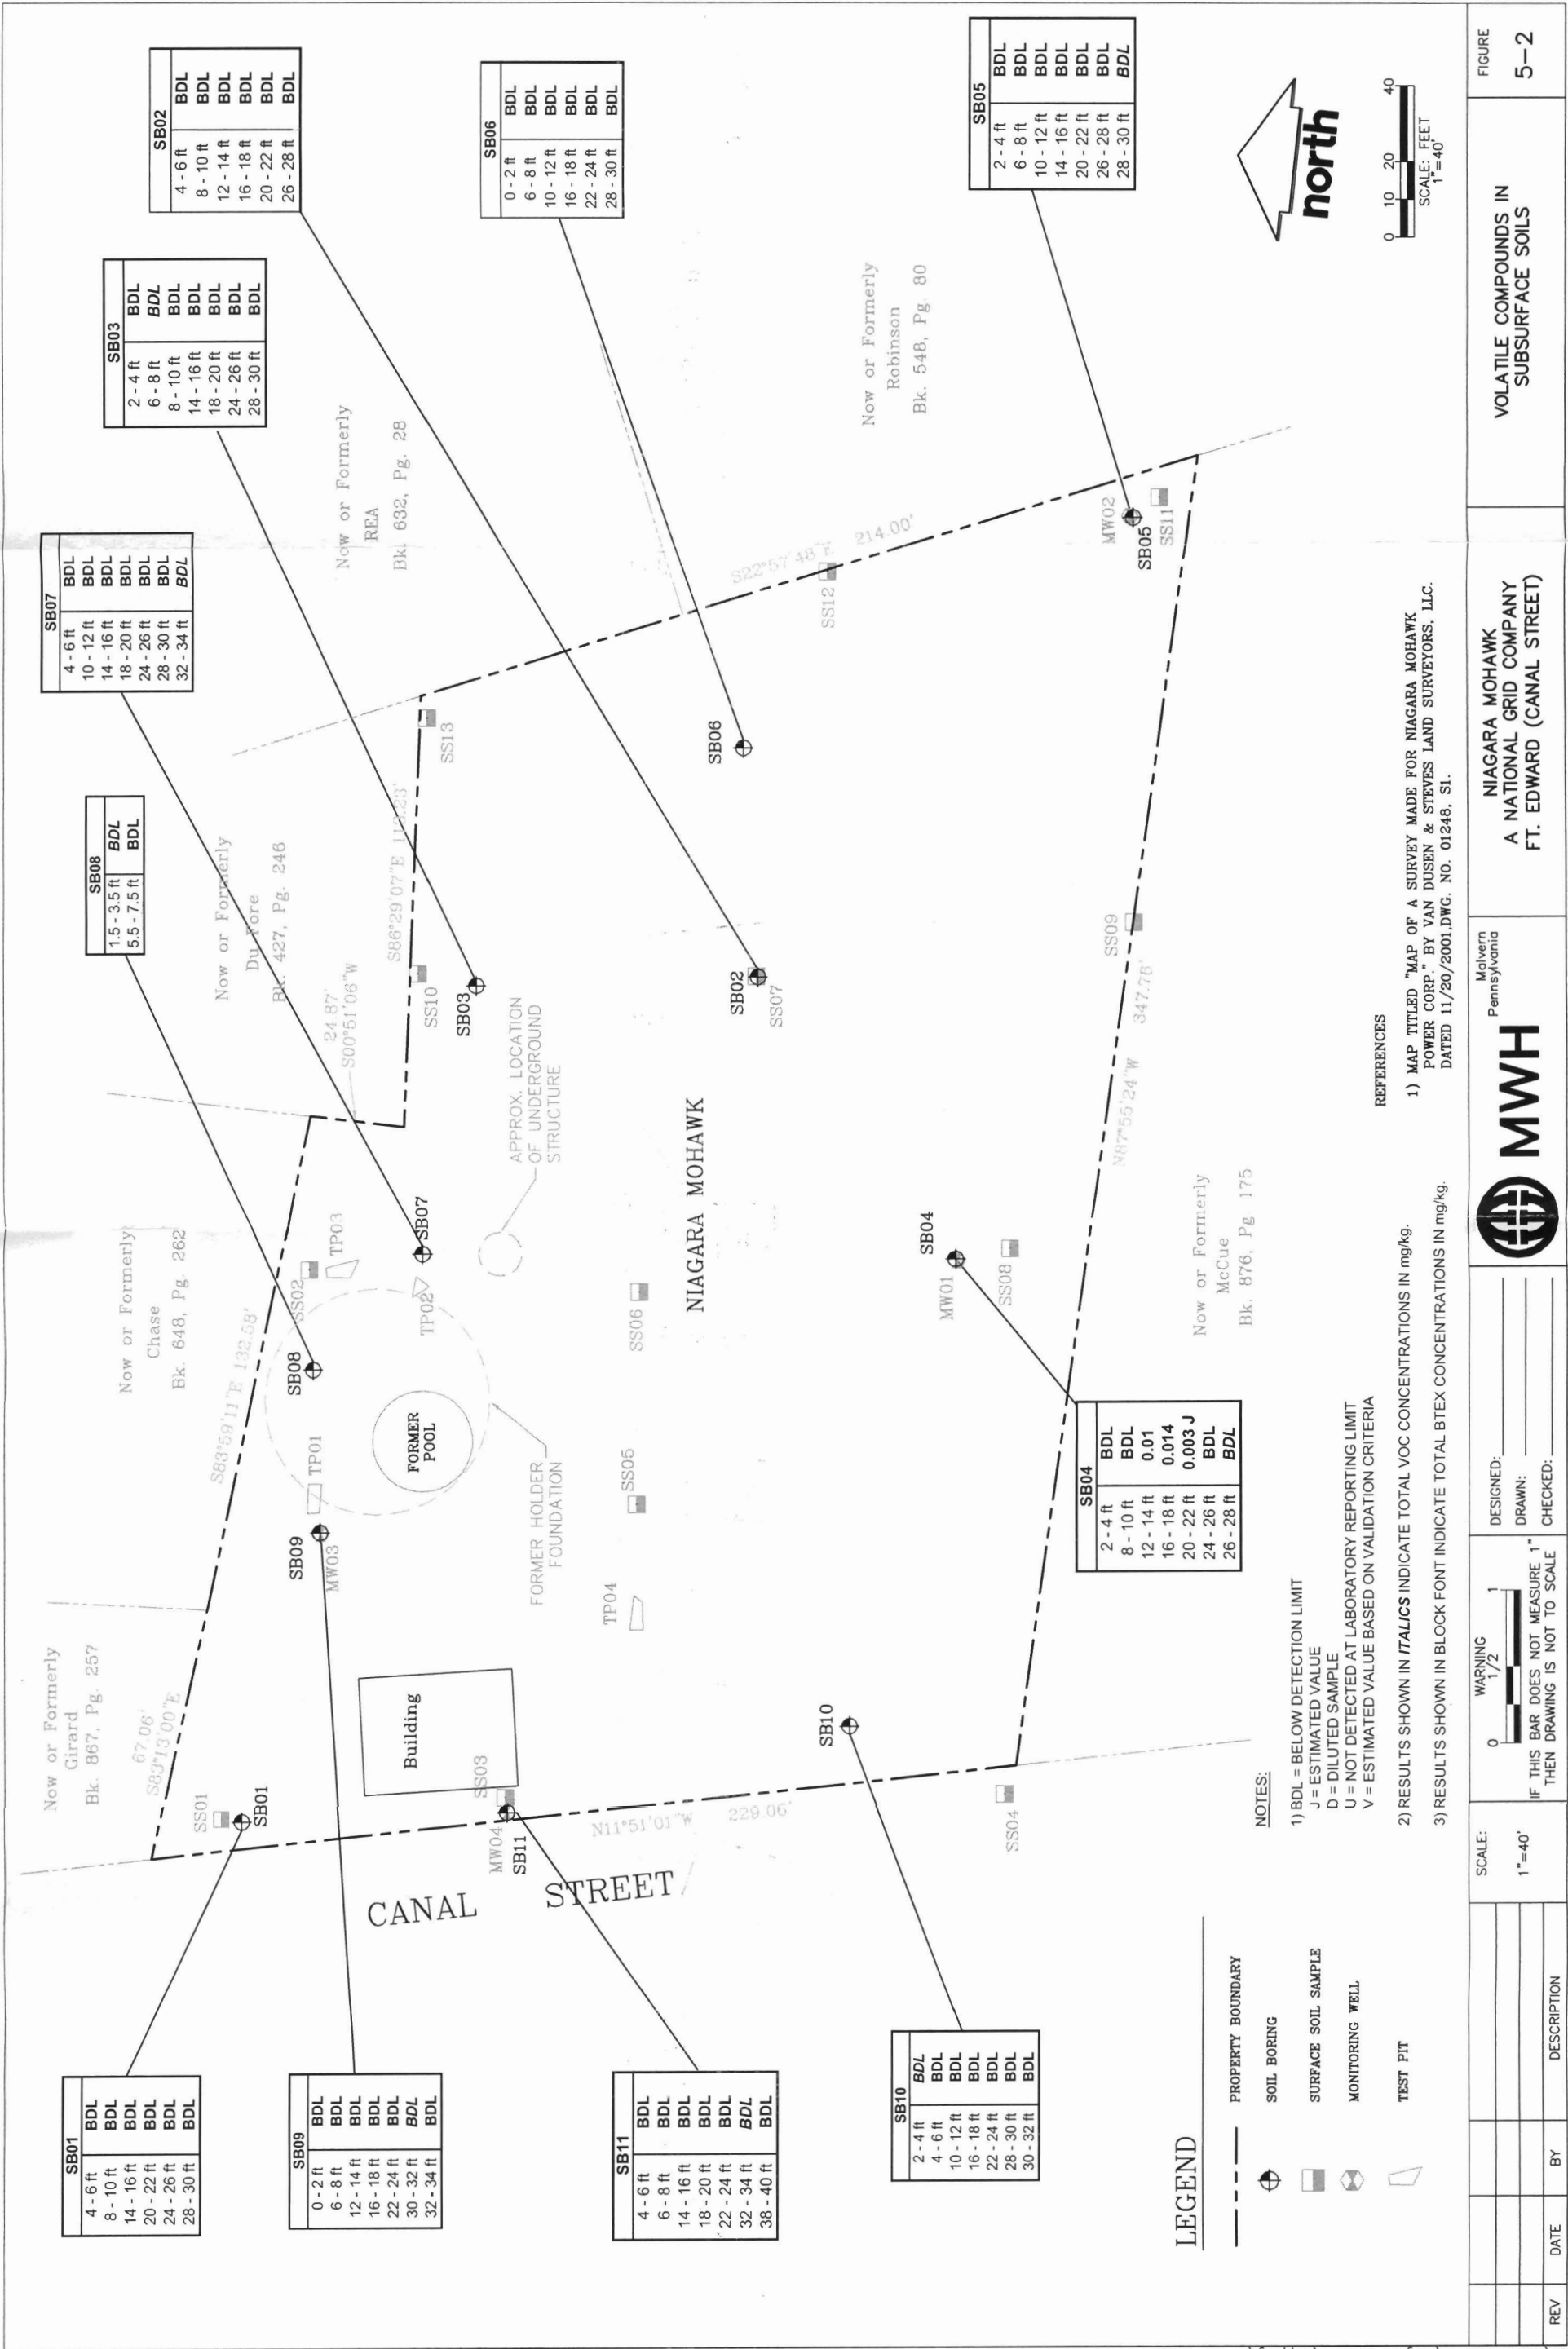 SB01
4 - 6 ft BDL
8 - 10 ft BDL
14 - 16 ft BDL
20 - 22 ft BDL
24 - 26 ft BDL
28 - 30 ft BDL
SB09
0 - 2 ft BDL
6 - 8 ft BDL
12 - 14 ft BDL
16 - 18 ft BDL
22 - 24 ft BDL
30 - 32 ft BDL
32 - 34 ft BDL
SB11
4 - 6 ft BDL
6 - 8 ft BDL
14 - 16 ft BDL
18 - 20 ft BDL
22 - 24 ft BDL
32 - 34 ft BDL
38 - 40 ft BDL
SB10
2 - 4 ft BDL
4 - 6 ft BDL
10 - 12 ft BDL
16 - 18 ft BDL
22 - 24 ft BDL
28 - 30 ft BDL
30 - 32 ft BDL
SB08
1.5 - 3.5 ft BDL
5.5 - 7.5 ft BDL
SB07
4 - 6 ft BDL
10 - 12 ft BDL
14 - 16 ft BDL
18 - 20 ft BDL
24 - 26 ft BDL
28 - 30 ft BDL
32 - 34 ft BDL
SB03
2 - 4 ft BDL
6 - 8 ft BDL
8 - 10 ft BDL
14 - 16 ft BDL
18 - 20 ft BDL
24 - 26 ft BDL
28 - 30 ft BDL
SB02
4 - 6 ft BDL
8 - 10 ft BDL
12 - 14 ft BDL
16 - 18 ft BDL
20 - 22 ft BDL
26 - 28 ft BDL
SB06
0 - 2 ft BDL
6 - 8 ft BDL
10 - 12 ft BDL
16 - 18 ft BDL
22 - 24 ft BDL
28 - 30 ft BDL
SB05
2 - 4 ft BDL
6 - 8 ft BDL
10 - 12 ft BDL
14 - 16 ft BDL
20 - 22 ft BDL
26 - 28 ft BDL
28 - 30 ft BDL
SB04
2 - 4 ft BDL
8 - 10 ft BDL
12 - 14 ft 0.01
16 - 18 ft 0.014
20 - 22 ft 0.003 J
24 - 26 ft BDL
26 - 28 ft BDL
Now or Formerly
Girard
Bk. 867, Pg. 257
67.06'
S83°13'00"E
Now or Formerly
Chase
Bk. 648, Pg. 262
S83°59'11"E 132.58'
Now or Formerly
Du Fore
Bk. 427, Pg. 246
24.87'
S00°51'06"W
S86°29'07"E 113.23'
Now or Formerly
REA
Bk. 632, Pg. 28
S22°57'48"E 214.00'
Now or Formerly
Robinson
Bk. 548, Pg. 80
Now or Formerly
McCue
Bk. 876, Pg 175
N87°55'24"W 347.78'
N11°51'01"W 229.06'
CANAL STREET
NIAGARA MOHAWK
Building
FORMER
POOL
FORMER HOLDER
FOUNDATION
APPROX. LOCATION
OF UNDERGROUND
STRUCTURE
SS01
SB01
SB09
MW03
TP01
SB08
SS02
TP03
TP02
SB07
SS10
SB03
SS13
SS03
MW04
SB11
TP04
SS05
SS06
SB02
SS07
SB06
SS12
SB10
SS04
MW01
SB04
SS08
SS09
MW02
SB05
SS11
north
0 10 20 40
SCALE: FEET
1"=40'
LEGEND
PROPERTY BOUNDARY
SOIL BORING
SURFACE SOIL SAMPLE
MONITORING WELL
TEST PIT
NOTES:
1) BDL = BELOW DETECTION LIMIT
J = ESTIMATED VALUE
D = DILUTED SAMPLE
U = NOT DETECTED AT LABORATORY REPORTING LIMIT
V = ESTIMATED VALUE BASED ON VALIDATION CRITERIA
2) RESULTS SHOWN IN ITALICS INDICATE TOTAL VOC CONCENTRATIONS IN mg/kg.
3) RESULTS SHOWN IN BLOCK FONT INDICATE TOTAL BTEX CONCENTRATIONS IN mg/kg.
REFERENCES
1) MAP TITLED "MAP OF A SURVEY MADE FOR NIAGARA MOHAWK
POWER CORP." BY VAN DUSEN & STEVES LAND SURVEYORS, LLC.
DATED 11/20/2001,DWG. NO. 01248, S1.
REV DATE BY DESCRIPTION
SCALE:
1"=40'
WARNING
0 1/2 1
IF THIS BAR DOES NOT MEASURE 1"
THEN DRAWING IS NOT TO SCALE
DESIGNED:
DRAWN:
CHECKED:
MWH
Malvern
Pennsylvania
NIAGARA MOHAWK
A NATIONAL GRID COMPANY
FT. EDWARD (CANAL STREET)
VOLATILE COMPOUNDS IN
SUBSURFACE SOILS
FIGURE
5-2